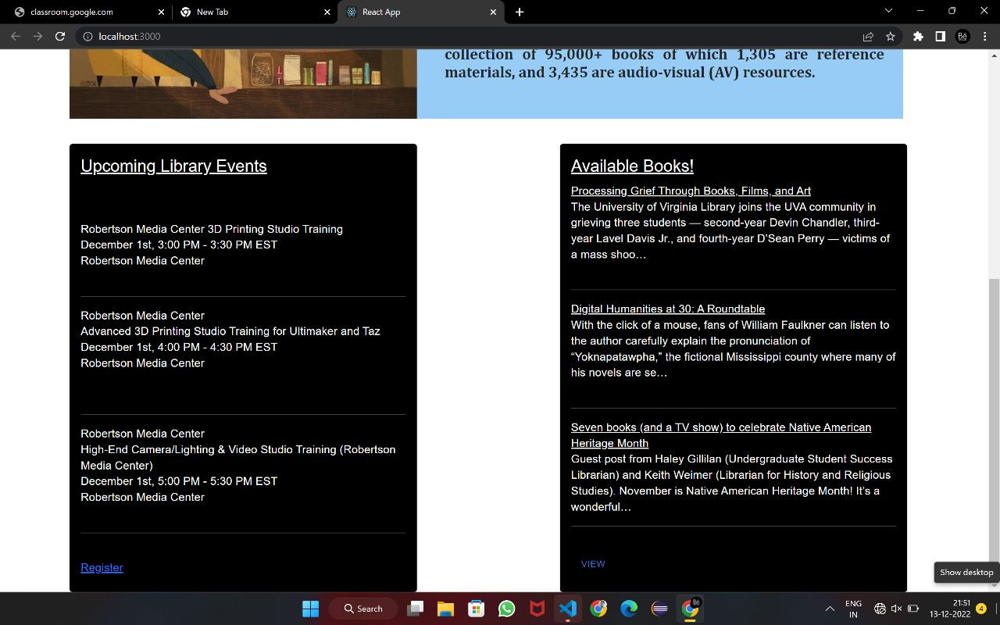 classroom.google.com
New Tab
React App
localhost:3000
collection of 95,000+ books of which 1,305 are reference
materials, and 3,435 are audio-visual (AV) resources.
Upcoming Library Events
Robertson Media Center 3D Printing Studio Training
December 1st, 3:00 PM - 3:30 PM EST
Robertson Media Center
Robertson Media Center
Advanced 3D Printing Studio Training for Ultimaker and Taz
December 1st, 4:00 PM - 4:30 PM EST
Robertson Media Center
Robertson Media Center
High-End Camera/Lighting & Video Studio Training (Robertson
Media Center)
December 1st, 5:00 PM - 5:30 PM EST
Robertson Media Center
Register
Available Books!
Processing Grief Through Books, Films, and Art
The University of Virginia Library joins the UVA community in
grieving three students — second-year Devin Chandler, third-
year Lavel Davis Jr., and fourth-year D’Sean Perry — victims of
a mass shoo…
Digital Humanities at 30: A Roundtable
With the click of a mouse, fans of William Faulkner can listen to
the author carefully explain the pronunciation of
“Yoknapatawpha,” the fictional Mississippi county where many of
his novels are se…
Seven books (and a TV show) to celebrate Native American
Heritage Month
Guest post from Haley Gillilan (Undergraduate Student Success
Librarian) and Keith Weimer (Librarian for History and Religious
Studies). November is Native American Heritage Month! It’s a
wonderful…
VIEW
Show desktop
Search
ENG
IN
21:51
13-12-2022
4